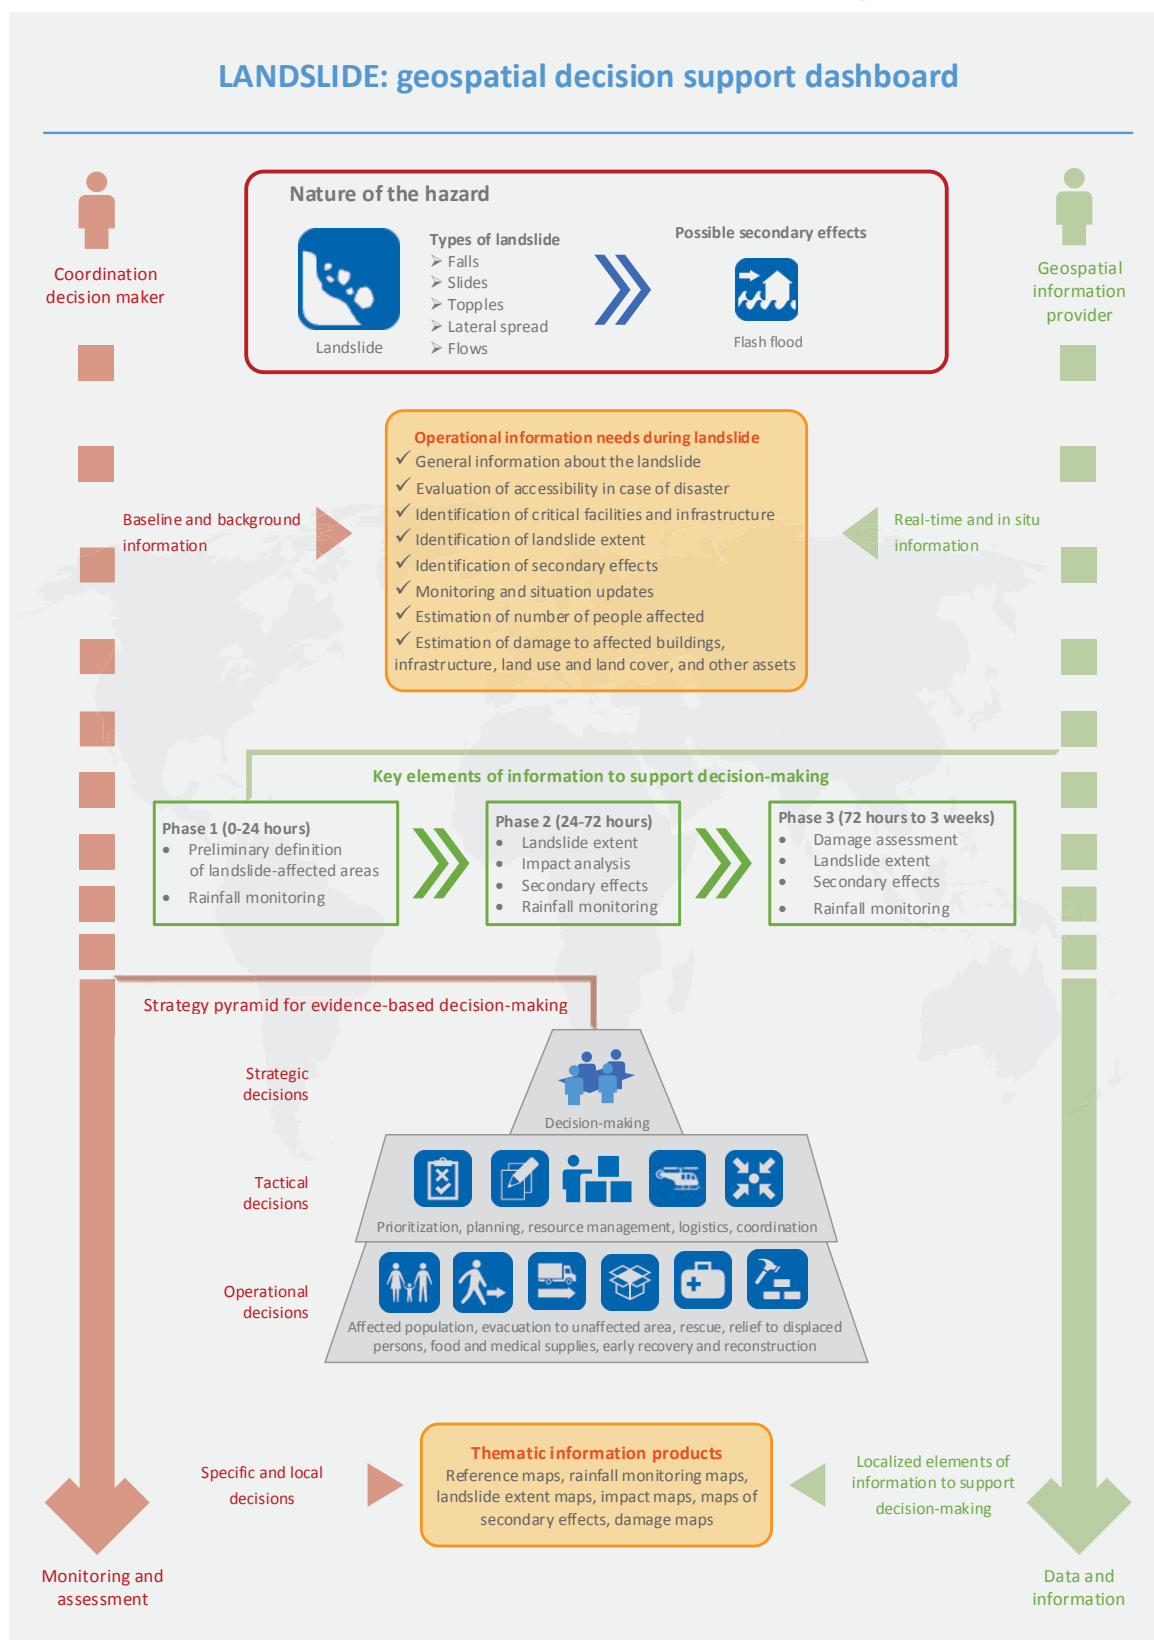 LANDSLIDE: geospatial decision support dashboard
Nature of the hazard
Types of landslide
Falls
Slides
Topples
Lateral spread
Flows
Landslide
Possible secondary effects
Flash flood
Coordination
decision maker
Geospatial
information
provider
Operational information needs during landslide
General information about the landslide
Evaluation of accessibility in case of disaster
Identification of critical facilities and infrastructure
Identification of landslide extent
Identification of secondary effects
Monitoring and situation updates
Estimation of number of people affected
Estimation of damage to affected buildings,
infrastructure, land use and land cover, and other assets
Baseline and background
information
Real-time and in situ
information
Key elements of information to support decision-making
Phase 1 (0-24 hours)
• Preliminary definition
of landslide-affected areas
• Rainfall monitoring
Phase 2 (24-72 hours)
• Landslide extent
• Impact analysis
• Secondary effects
• Rainfall monitoring
Phase 3 (72 hours to 3 weeks)
• Damage assessment
• Landslide extent
• Secondary effects
• Rainfall monitoring
Strategy pyramid for evidence-based decision-making
Strategic
decisions
Decision-making
Tactical
decisions
Prioritization, planning, resource management, logistics, coordination
Operational
decisions
Affected population, evacuation to unaffected area, rescue, relief to displaced
persons, food and medical supplies, early recovery and reconstruction
Specific and local
decisions
Thematic information products
Reference maps, rainfall monitoring maps,
landslide extent maps, impact maps, maps of
secondary effects, damage maps
Localized elements of
information to support
decision-making
Monitoring and
assessment
Data and
information